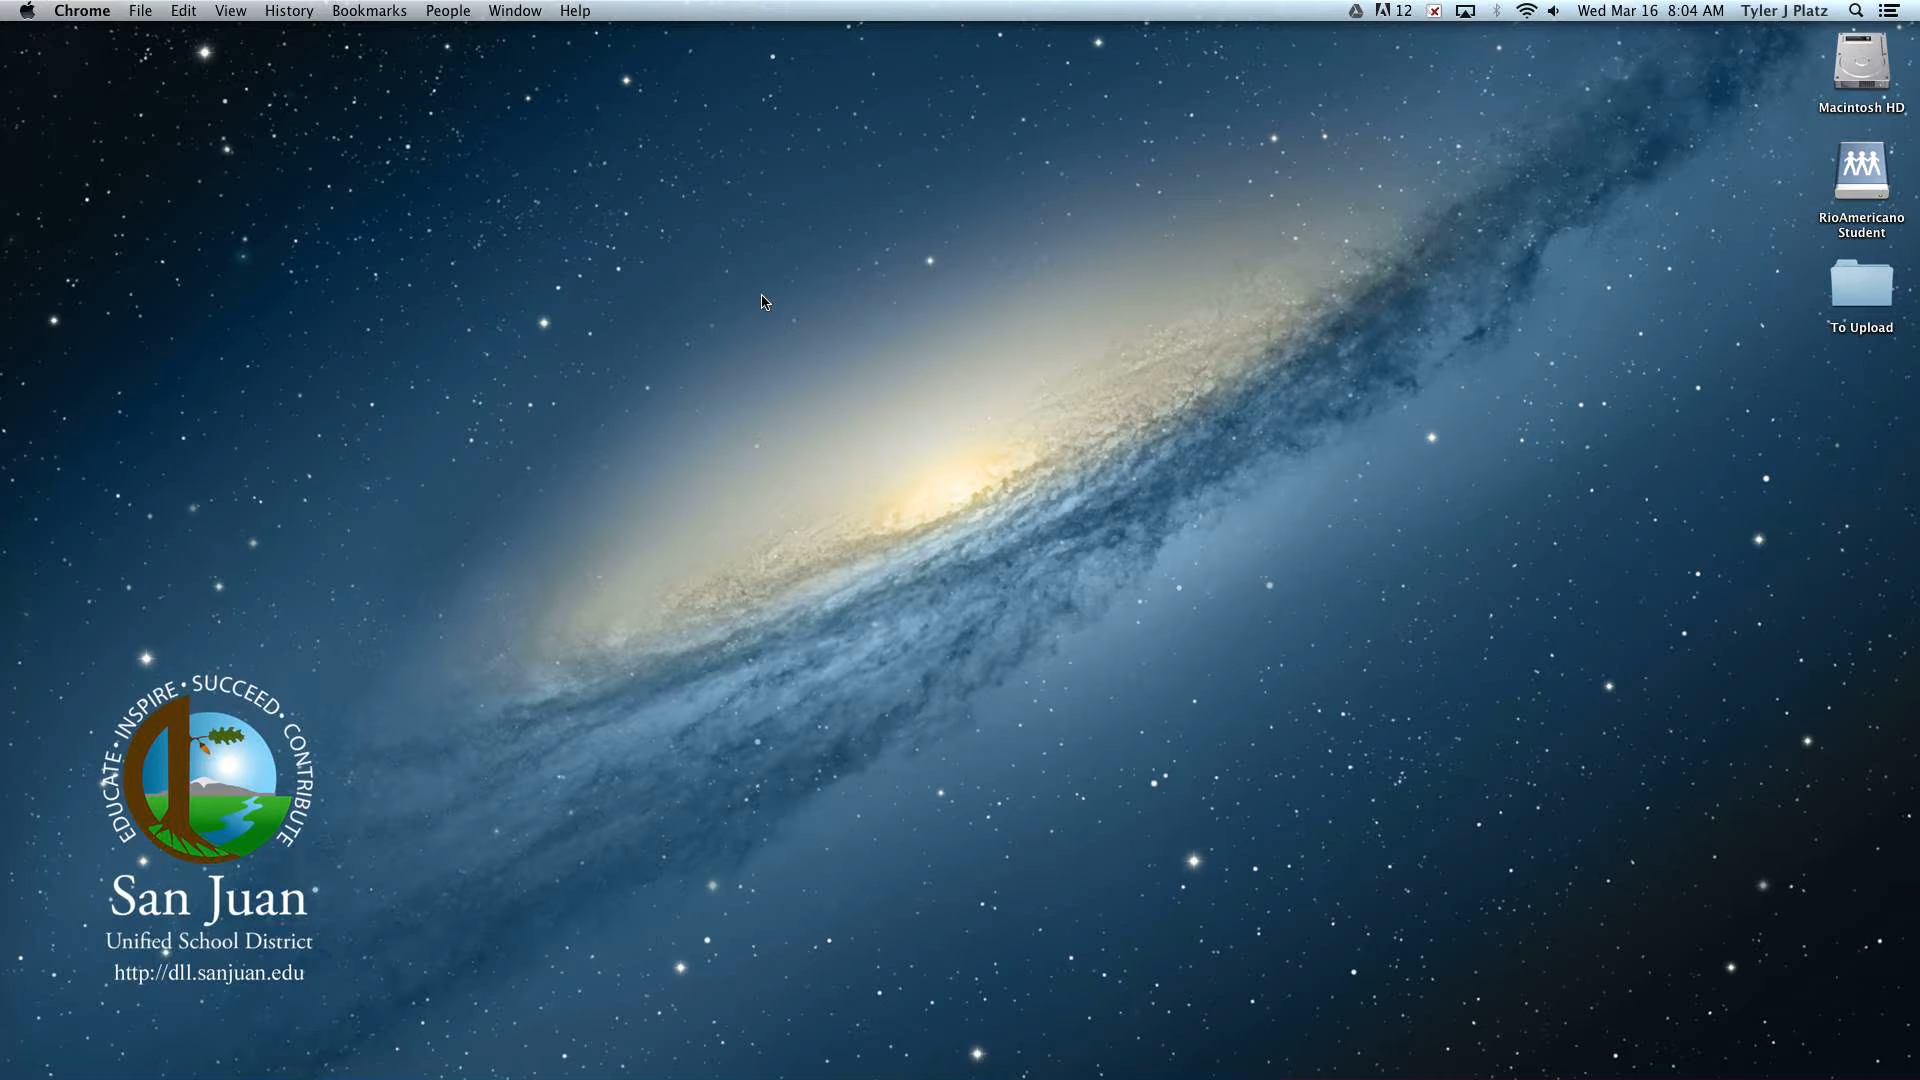 Chrome File Edit View History Bookmarks People Window Help
12 Wed Mar 16 8:04 AM Tyler J Platz
Macintosh HD
RioAmericano
Student
To Upload
EDUCATE • INSPIRE • SUCCEED • CONTRIBUTE
San Juan
Unified School District
http://dll.sanjuan.edu